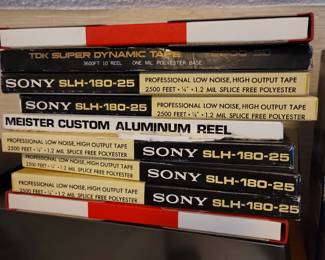 TDK SUPER DYNAMIC TAPE
3600FT 10" REEL ONE MIL POLYESTER BASE
SONY SLH-180-25 PROFESSIONAL LOW NOISE, HIGH OUTPUT TAPE
2500 FEET • ¼" • 1.2 MIL SPLICE FREE POLYESTER
SONY SLH-180-25 PROFESSIONAL LOW NOISE, HIGH OUTPUT TAPE
2500 FEET • ¼" • 1.2 MIL SPLICE FREE POLYESTER
MEISTER CUSTOM ALUMINUM REEL
PROFESSIONAL LOW NOISE, HIGH OUTPUT TAPE SONY SLH-180-25
2500 FEET • ¼" • 1.2 MIL SPLICE FREE POLYESTER
PROFESSIONAL LOW NOISE, HIGH OUTPUT TAPE SONY SLH-180-25
2500 FEET • ¼" • 1.2 MIL SPLICE FREE POLYESTER
PROFESSIONAL LOW NOISE, HIGH OUTPUT TAPE SONY SLH-180-25
2500 FEET • ¼" • 1.2 MIL SPLICE FREE POLYESTER